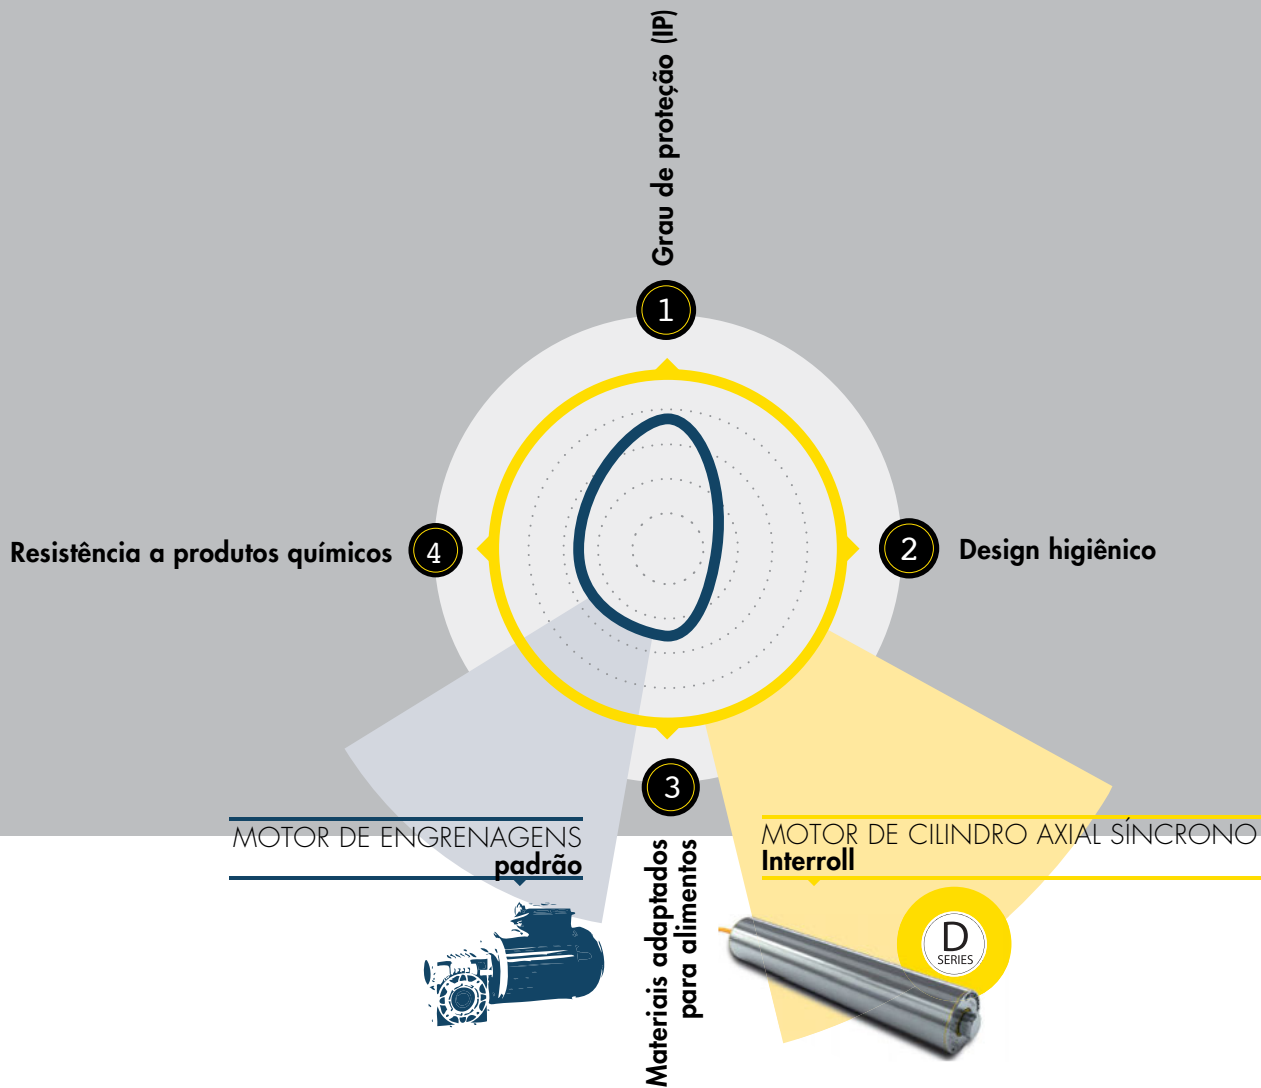 Grau de proteção (IP)
1
Resistência a produtos químicos
4
2
Design higiênico
3
MOTOR DE ENGRENAGENS
padrão
Materiais adaptados
para alimentos
MOTOR DE CILINDRO AXIAL SÍNCRONO
Interroll
D
SERIES